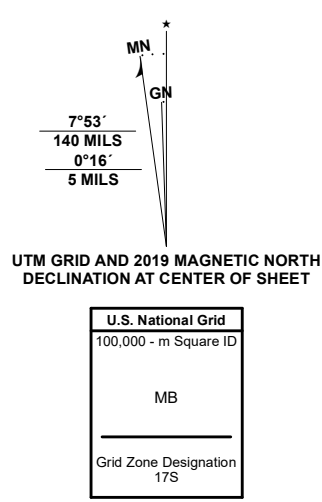 MN
GN
7°53´
140 MILS
0°16´
5 MILS
UTM GRID AND 2019 MAGNETIC NORTH
DECLINATION AT CENTER OF SHEET
U.S. National Grid
100,000 - m Square ID
MB
Grid Zone Designation
17S